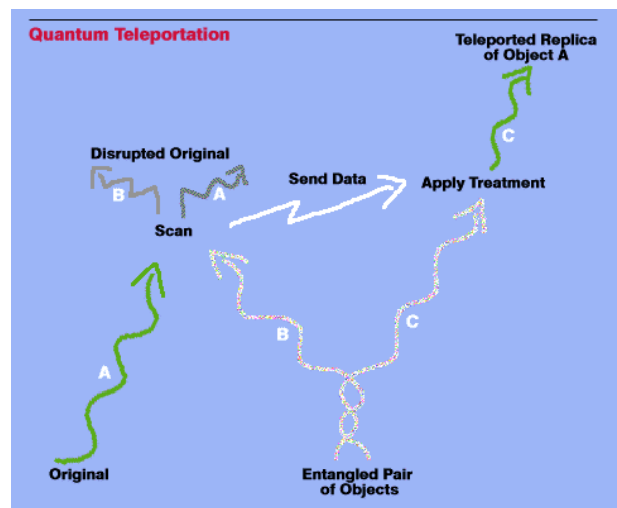 Quantum Teleportation
Teleported Replica
of Object A
C
Disrupted Original
B
A
Send Data
Apply Treatment
Scan
B
C
A
Original
Entangled Pair
of Objects